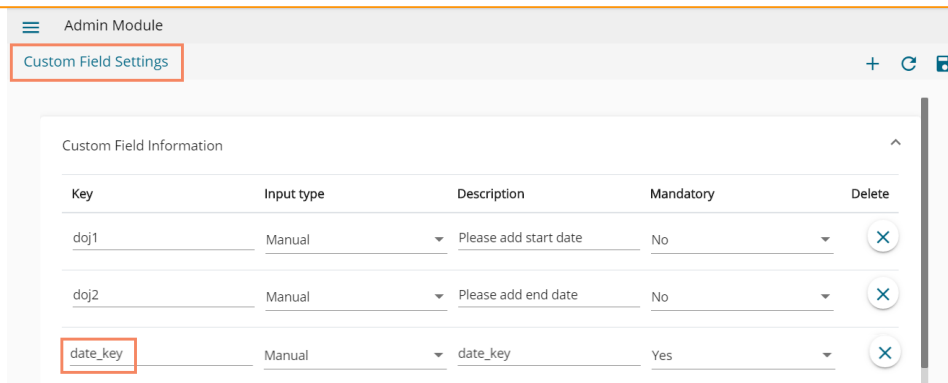 Admin Module
Custom Field Settings
Custom Field Information
Key Input type Description Mandatory Delete
doj1 Manual Please add start date No
doj2 Manual Please add end date No
date_key Manual date_key Yes